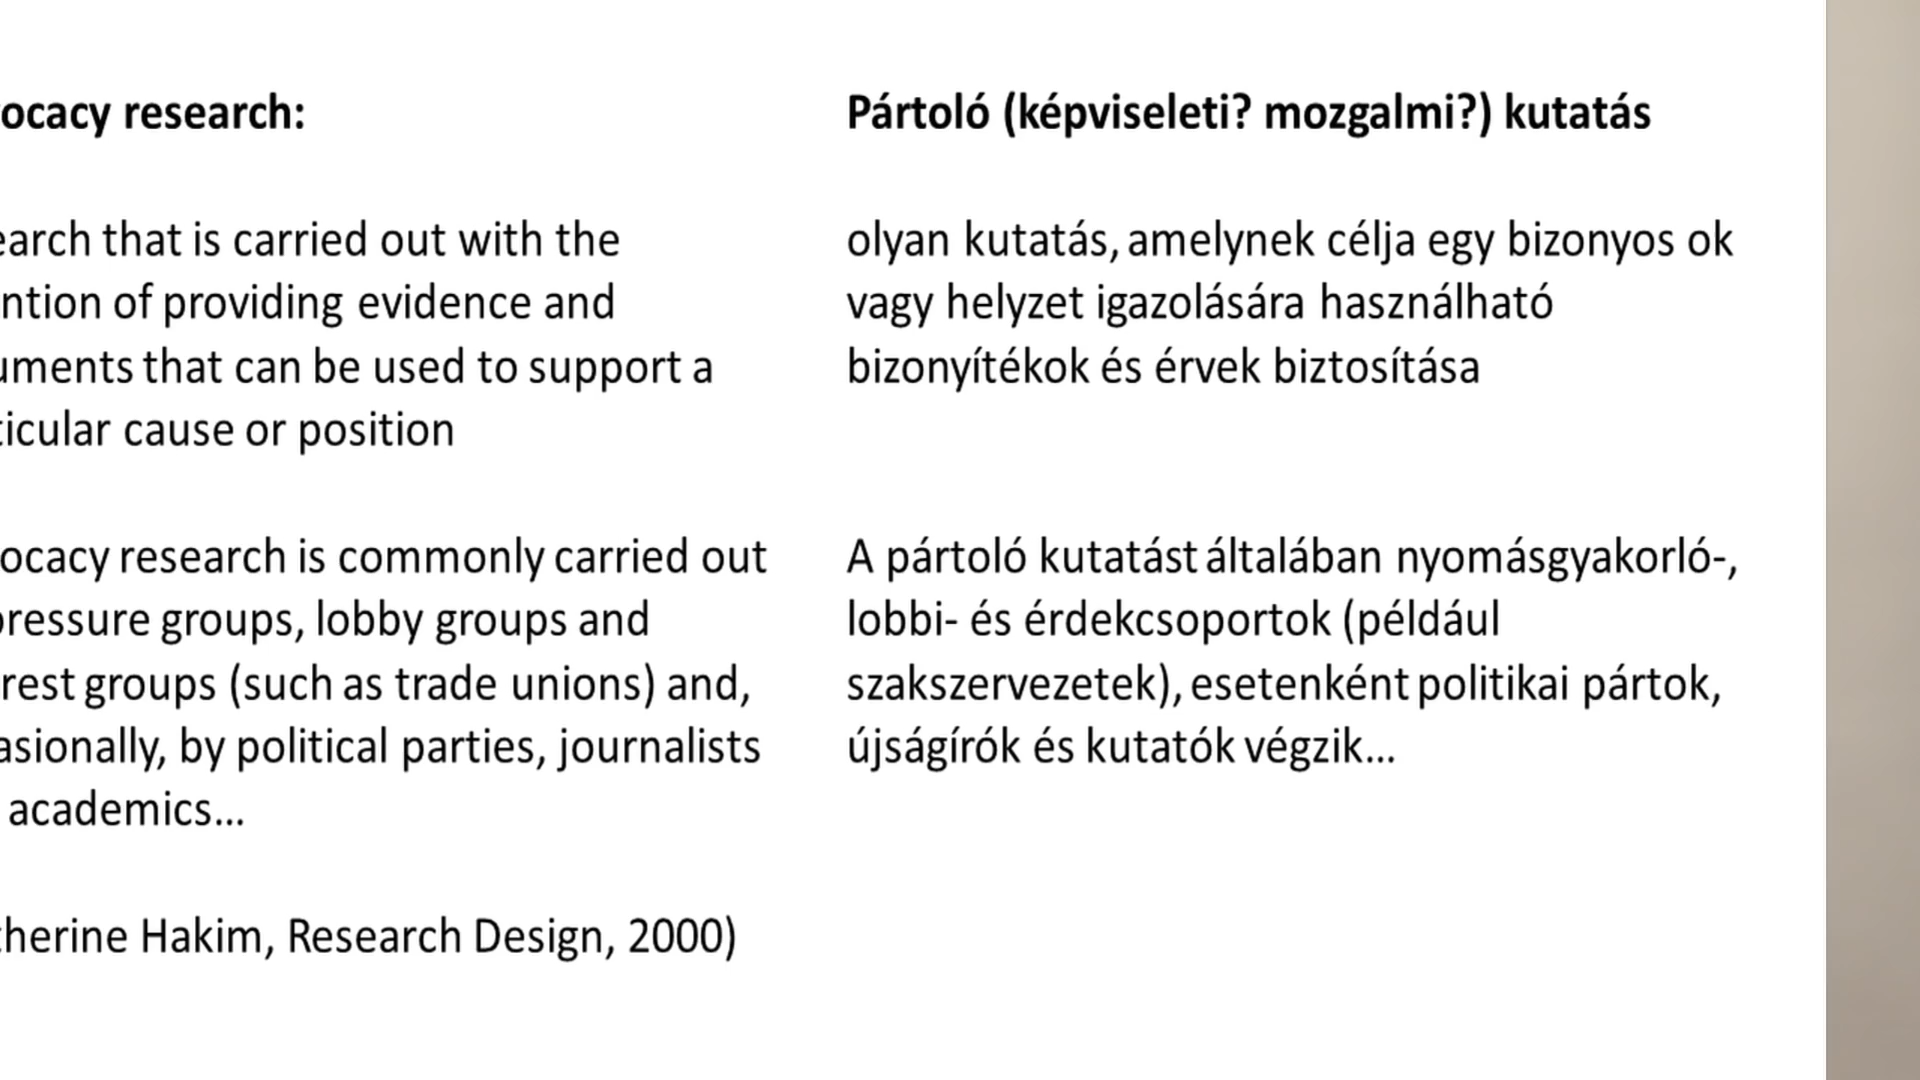 ocacy research:
earch that is carried out with the
ntion of providing evidence and
uments that can be used to support a
ticular cause or position
ocacy research is commonly carried out
pressure groups, lobby groups and
rest groups (such as trade unions) and,
asionally, by political parties, journalists
academics...
therine Hakim, Research Design, 2000)
Pártoló (képviseleti? mozgalmi?) kutatás
olyan kutatás, amelynek célja egy bizonyos ok
vagy helyzet igazolására használható
bizonyítékok és érvek biztosítása
A pártoló kutatást általában nyomásgyakorló-,
lobbi- és érdekcsoportok (például
szakszervezetek), esetenként politikai pártok,
újságírók és kutatók végzik...